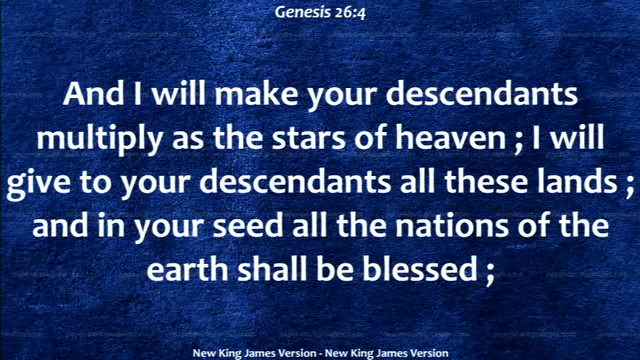 Genesis 26:4
And I will make your descendants
multiply as the stars of heaven ; I will
give to your descendants all these lands ;
and in your seed all the nations of the
earth shall be blessed ;
New King James Version - New King James Version